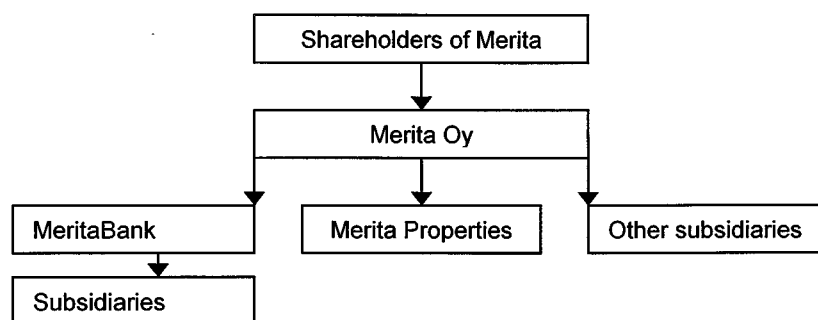 Shareholders of Merita
Merita Oy
MeritaBank
Merita Properties
Other subsidiaries
Subsidiaries